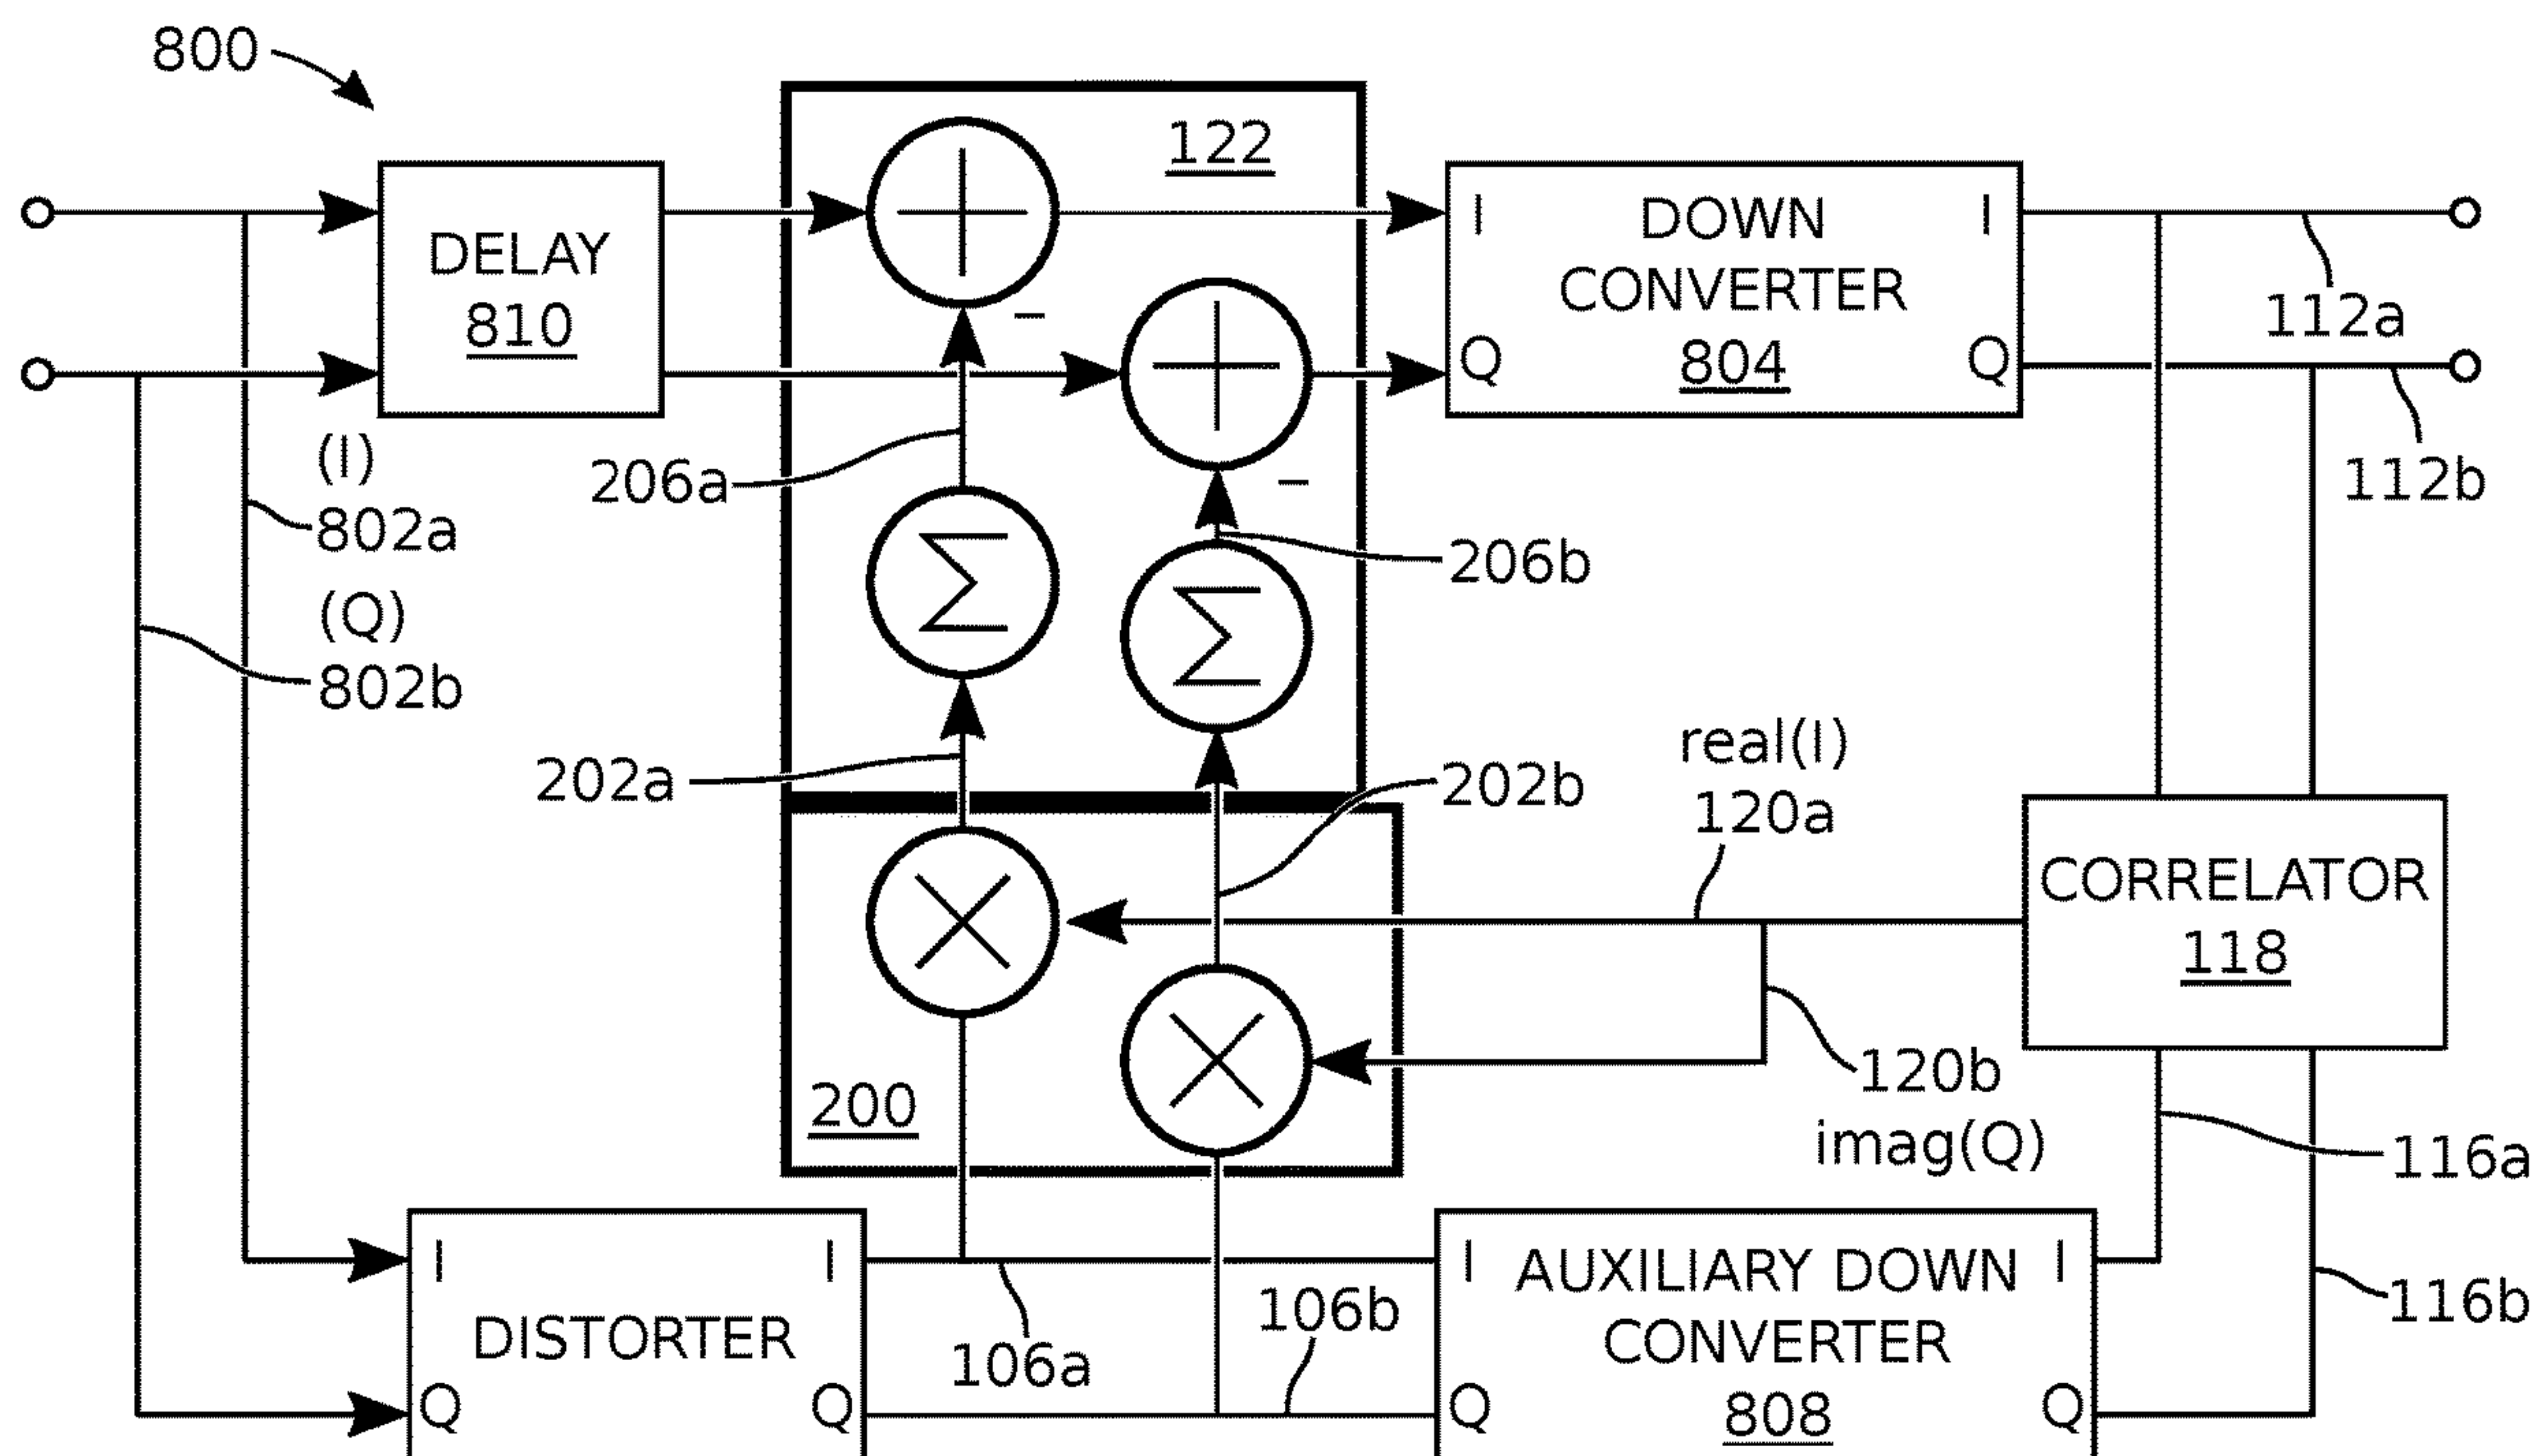 800
122
I
DOWN
I
CONVERTER
Q
804
Q
DELAY
810
+
−
+
−
112a
112b
(I)
802a
(Q)
802b
206a
Σ
206b
Σ
202a
202b
real(I)
120a
CORRELATOR
118
×
×
200
120b
imag(Q)
116a
116b
I
I
DISTORTER
Q
Q
106a
106b
I
AUXILIARY DOWN
I
CONVERTER
Q
808
Q